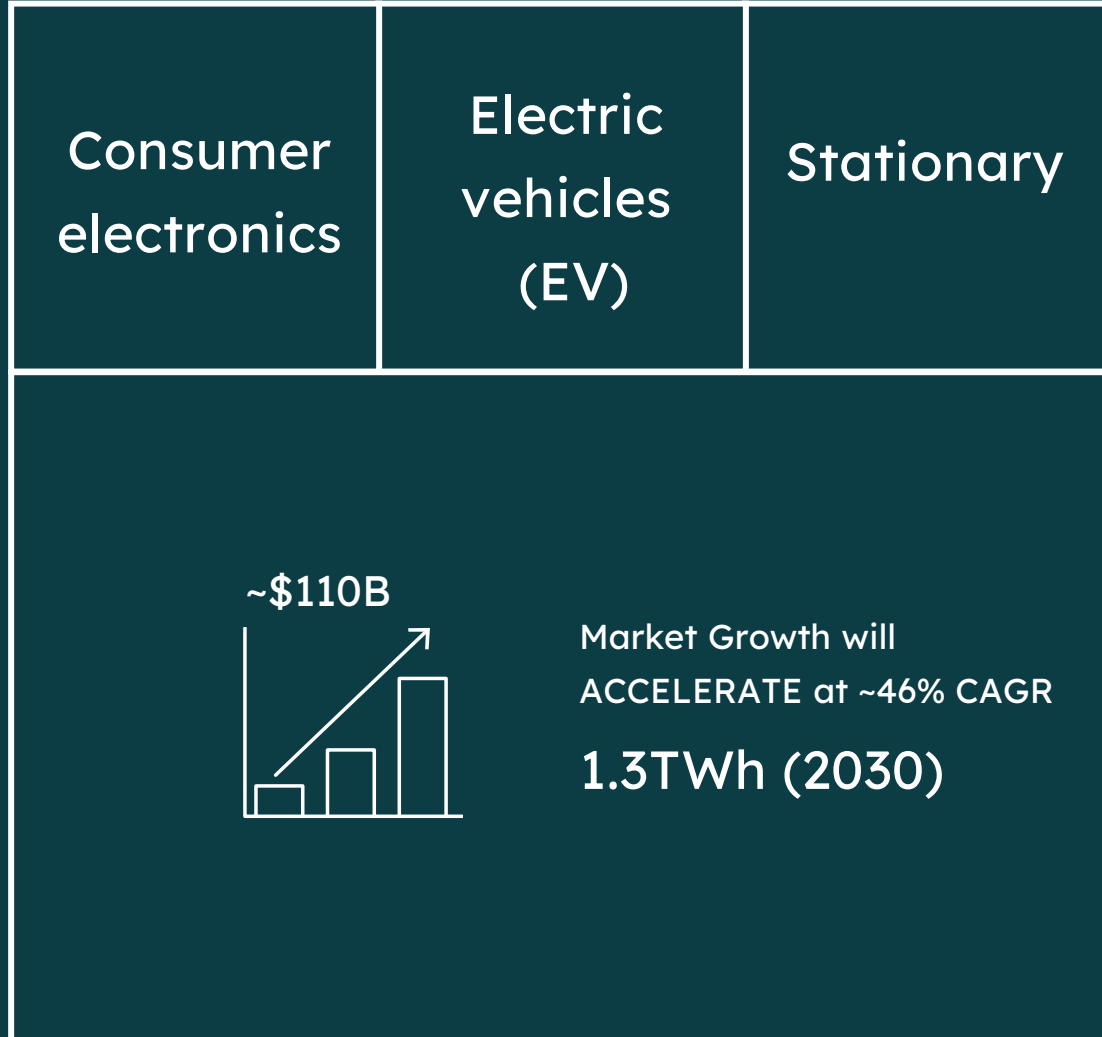 Consumer
electronics
Electric
vehicles
(EV)
Stationary
~$110B
Market Growth will
ACCELERATE at ~46% CAGR
1.3TWh (2030)